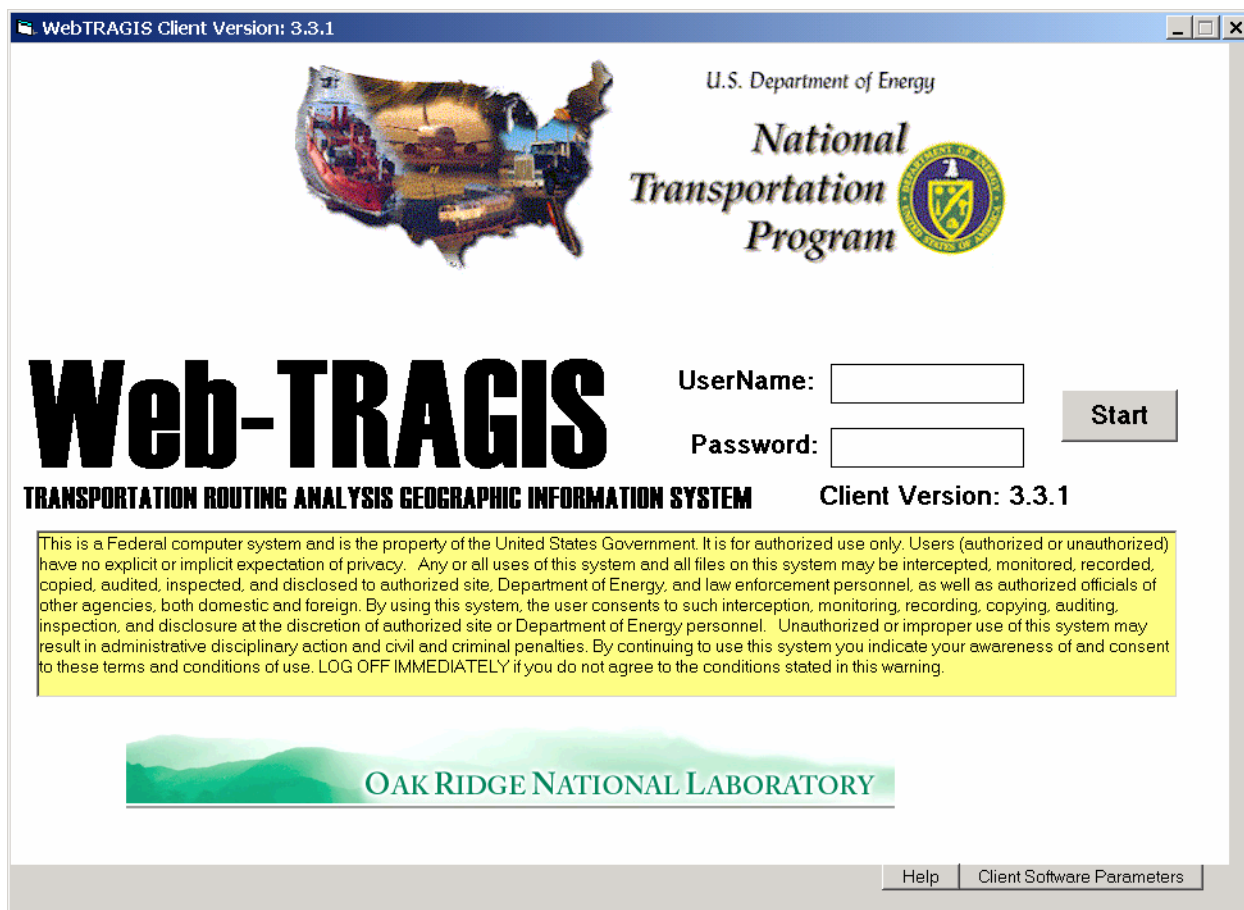 WebTRAGIS Client Version: 3.3.1
U.S. Department of Energy
National
Transportation
Program
DEPARTMENT OF ENERGY
UNITED STATES OF AMERICA
Web-TRAGIS
TRANSPORTATION ROUTING ANALYSIS GEOGRAPHIC INFORMATION SYSTEM
UserName:
Password:
Start
Client Version: 3.3.1
This is a Federal computer system and is the property of the United States Government. It is for authorized use only. Users (authorized or unauthorized)
have no explicit or implicit expectation of privacy.   Any or all uses of this system and all files on this system may be intercepted, monitored, recorded,
copied, audited, inspected, and disclosed to authorized site, Department of Energy, and law enforcement personnel, as well as authorized officials of
other agencies, both domestic and foreign. By using this system, the user consents to such interception, monitoring, recording, copying, auditing,
inspection, and disclosure at the discretion of authorized site or Department of Energy personnel.   Unauthorized or improper use of this system may
result in administrative disciplinary action and civil and criminal penalties. By continuing to use this system you indicate your awareness of and consent
to these terms and conditions of use. LOG OFF IMMEDIATELY if you do not agree to the conditions stated in this warning.
OAK RIDGE NATIONAL LABORATORY
Help
Client Software Parameters